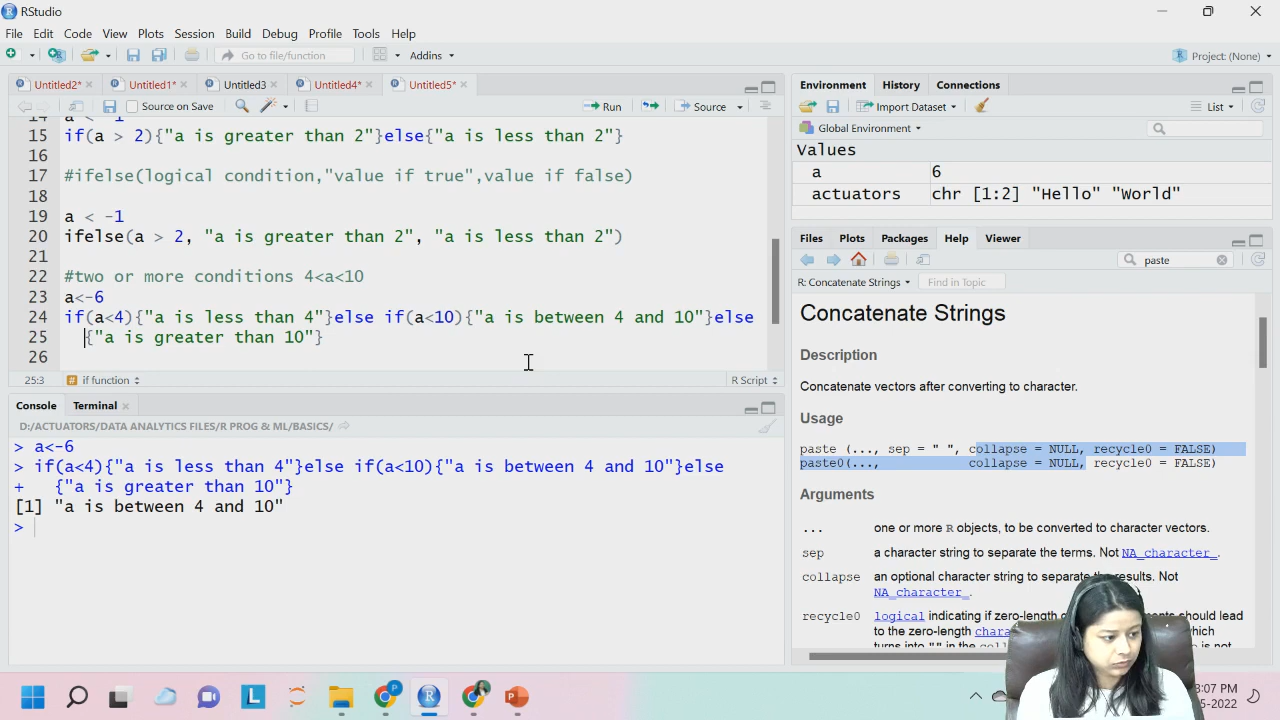 RStudio
File Edit Code View Plots Session Build Debug Profile Tools Help
Go to file/function Addins Project: (None)
Untitled2* Untitled1* Untitled3 Untitled4* Untitled5*
Source on Save Run Source
15 if(a > 2){"a is greater than 2"}else{"a is less than 2"}
16
17 #ifelse(logical condition,"value if true",value if false)
18
19 a < -1
20 ifelse(a > 2, "a is greater than 2", "a is less than 2")
21
22 #two or more conditions 4<a<10
23 a<-6
24 if(a<4){"a is less than 4"}else if(a<10){"a is between 4 and 10"}else
25 {"a is greater than 10"}
26
25:3 # if function R Script
Console Terminal
D:/ACTUATORS/DATA ANALYTICS FILES/R PROG & ML/BASICS/
> a<-6
> if(a<4){"a is less than 4"}else if(a<10){"a is between 4 and 10"}else
+ {"a is greater than 10"}
[1] "a is between 4 and 10"
>
Environment History Connections
Import Dataset List
Global Environment
Values
a 6
actuators chr [1:2] "Hello" "World"
Files Plots Packages Help Viewer
paste
R: Concatenate Strings Find in Topic
Concatenate Strings
Description
Concatenate vectors after converting to character.
Usage
paste (..., sep = " ", collapse = NULL, recycle0 = FALSE)
paste0(..., collapse = NULL, recycle0 = FALSE)
Arguments
... one or more R objects, to be converted to character vectors.
sep a character string to separate the terms. Not NA_character_.
collapse an optional character string to separate the results. Not
NA_character_.
recycle0 logical indicating if zero-length should lead
to the zero-length which
turns into "" in the is not